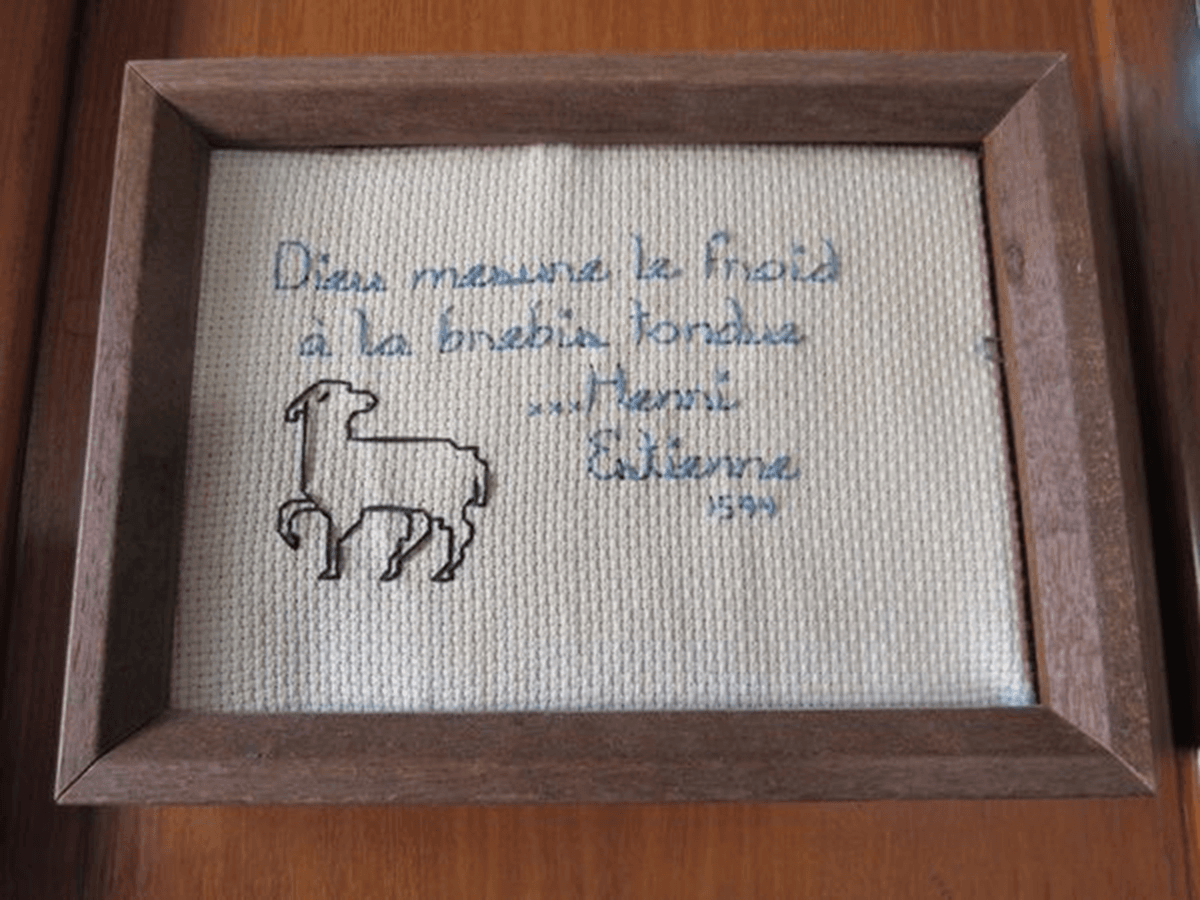 Dieu mesure le froid
à la brebis tondue
...Henri
Estienne
1594